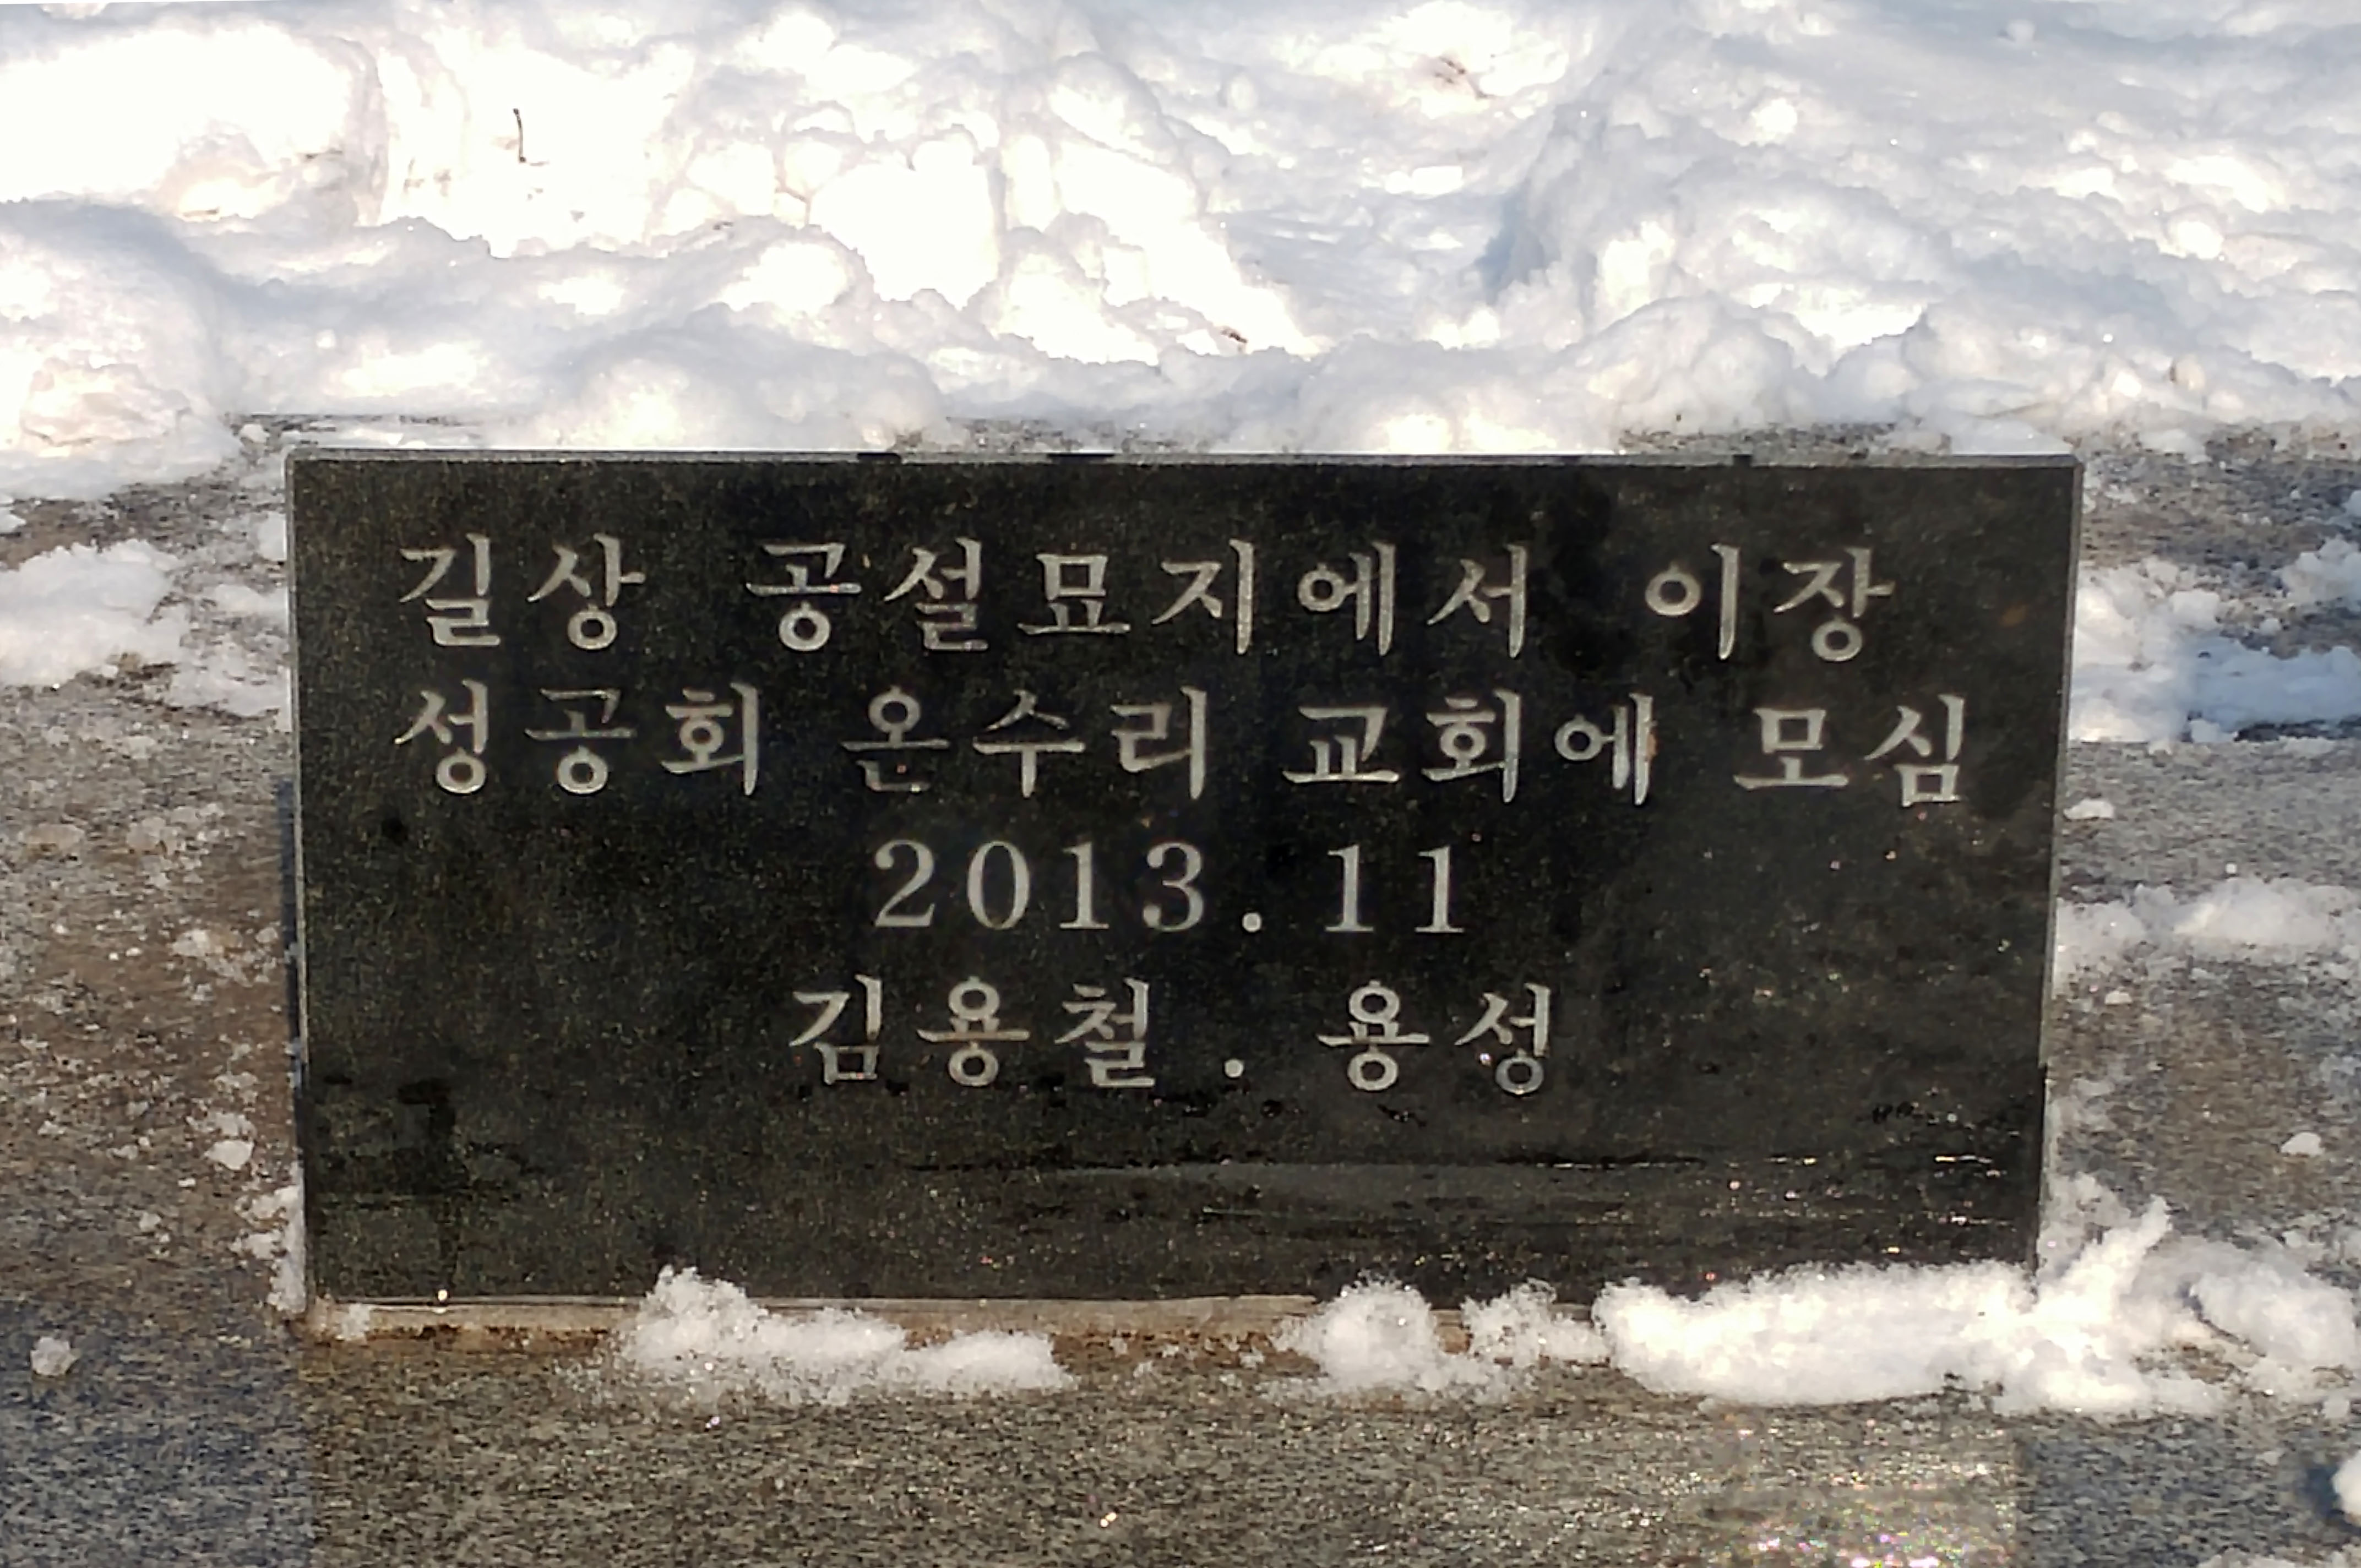 길상 공설묘지에서 이장
성공회 온수리 교회에 모심
2013.11
김용철.용성